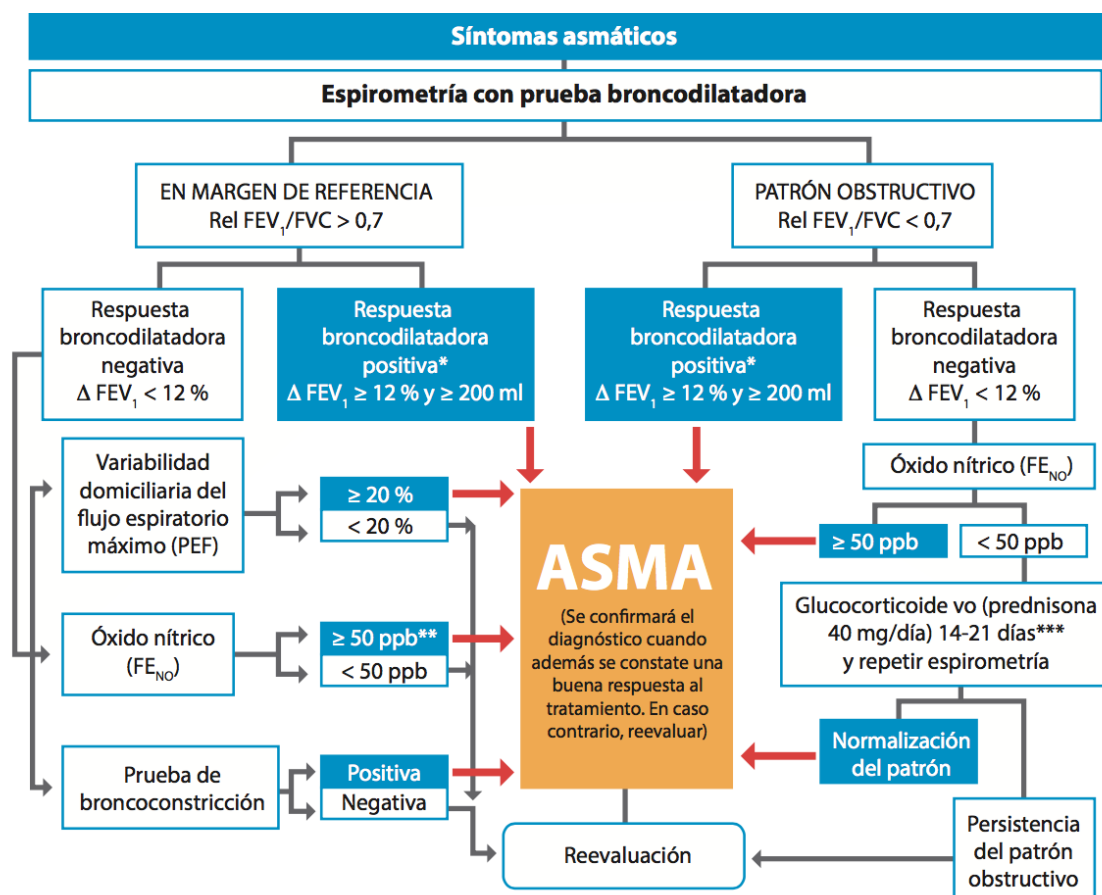 Síntomas asmáticos
Espirometría con prueba broncodilatadora
EN MARGEN DE REFERENCIA
Rel FEV₁/FVC > 0,7
PATRÓN OBSTRUCTIVO
Rel FEV₁/FVC < 0,7
Respuesta
broncodilatadora
negativa
Δ FEV₁ < 12 %
Respuesta
broncodilatadora
positiva*
Δ FEV₁ ≥ 12 % y ≥ 200 ml
Respuesta
broncodilatadora
positiva*
Δ FEV₁ ≥ 12 % y ≥ 200 ml
Respuesta
broncodilatadora
negativa
Δ FEV₁ < 12 %
Variabilidad
domiciliaria del
flujo espiratorio
máximo (PEF)
≥ 20 %
< 20 %
Óxido nítrico
(FE_NO)
≥ 50 ppb**
< 50 ppb
Prueba de
broncoconstricción
Positiva
Negativa
ASMA
(Se confirmará el
diagnóstico cuando
además se constate una
buena respuesta al
tratamiento. En caso
contrario, reevaluar)
Reevaluación
Óxido nítrico (FE_NO)
≥ 50 ppb
< 50 ppb
Glucocorticoide vo (prednisona
40 mg/día) 14-21 días***
y repetir espirometría
Normalización
del patrón
Persistencia
del patrón
obstructivo